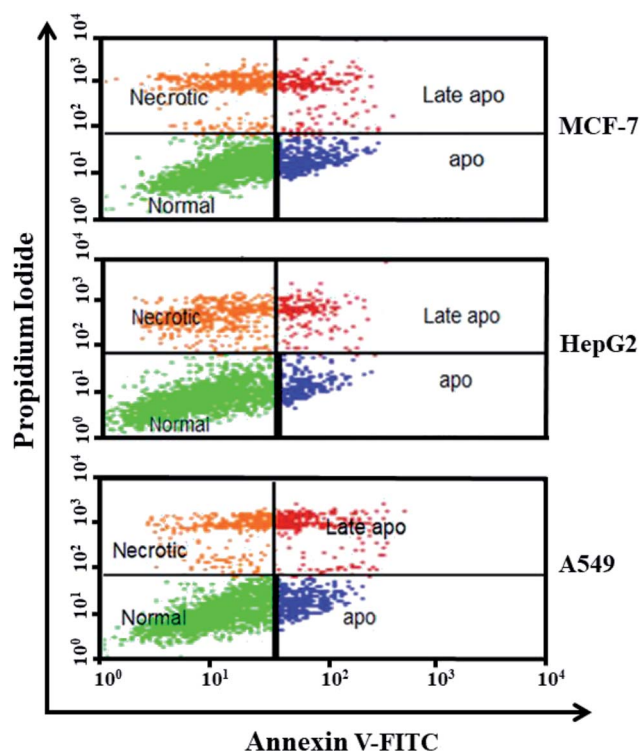 Propidium Iodide
10⁴
10³
10²
10¹
10⁰
Necrotic
Late apo
Normal
apo
MCF-7
10⁴
10³
10²
10¹
10⁰
Necrotic
Late apo
Normal
apo
HepG2
10⁴
10³
10²
10¹
10⁰
Necrotic
Late apo
Normal
apo
A549
10⁰ 10¹ 10² 10³ 10⁴
Annexin V-FITC